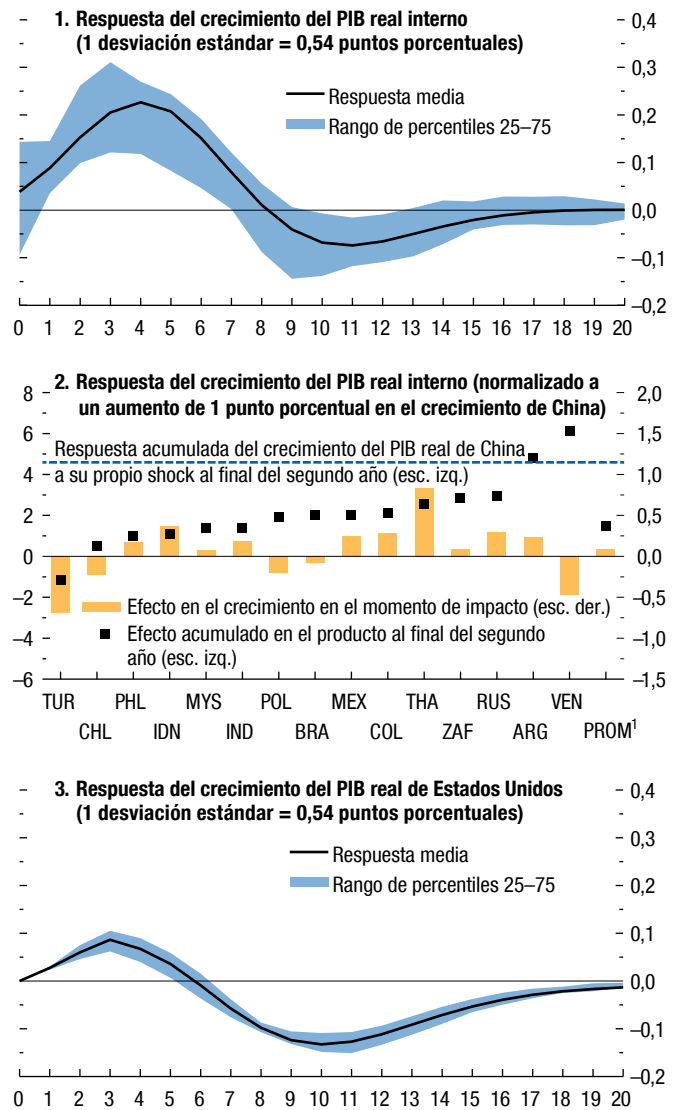 1. Respuesta del crecimiento del PIB real interno
(1 desviación estándar = 0,54 puntos porcentuales)
0,4
0,3
0,2
0,1
0,0
–0,1
–0,2
Respuesta media
Rango de percentiles 25–75
0 1 2 3 4 5 6 7 8 9 10 11 12 13 14 15 16 17 18 19 20
2. Respuesta del crecimiento del PIB real interno (normalizado a
un aumento de 1 punto porcentual en el crecimiento de China)
8
6
4
2
0
–2
–4
–6
2,0
1,5
1,0
0,5
0,0
–0,5
–1,0
–1,5
Respuesta acumulada del crecimiento del PIB real de China
a su propio shock al final del segundo año (esc. izq.)
Efecto en el crecimiento en el momento de impacto (esc. der.)
Efecto acumulado en el producto al final del segundo
año (esc. izq.)
TUR PHL MYS POL MEX THA RUS VEN
CHL IDN IND BRA COL ZAF ARG PROM¹
3. Respuesta del crecimiento del PIB real de Estados Unidos
(1 desviación estándar = 0,54 puntos porcentuales)
0,4
0,3
0,2
0,1
0,0
–0,1
–0,2
Respuesta media
Rango de percentiles 25–75
0 1 2 3 4 5 6 7 8 9 10 11 12 13 14 15 16 17 18 19 20